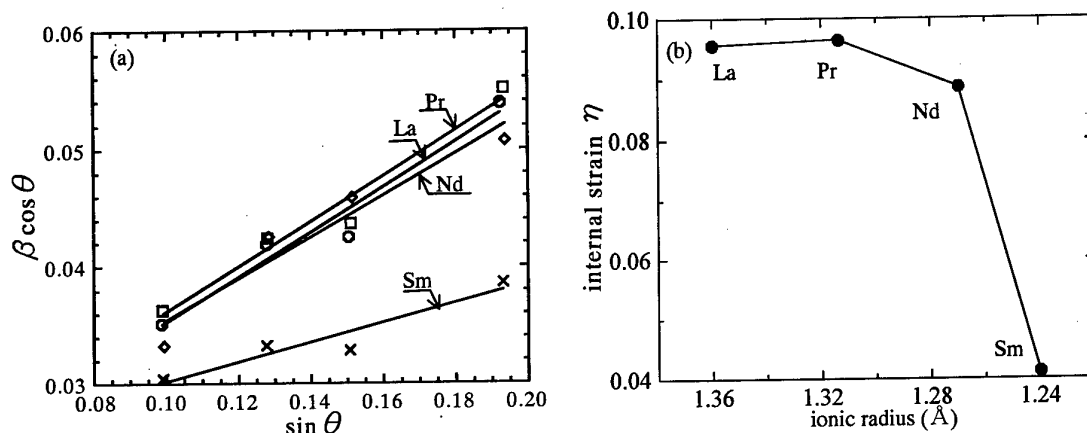 (a)
0.06
0.05
0.04
0.03
β cos θ
0.08 0.10 0.12 0.14 0.16 0.18 0.20
sin θ
Pr
La
Nd
Sm
(b)
0.10
0.08
0.06
0.04
internal strain η
1.36 1.32 1.28 1.24
ionic radius (Å)
La
Pr
Nd
Sm